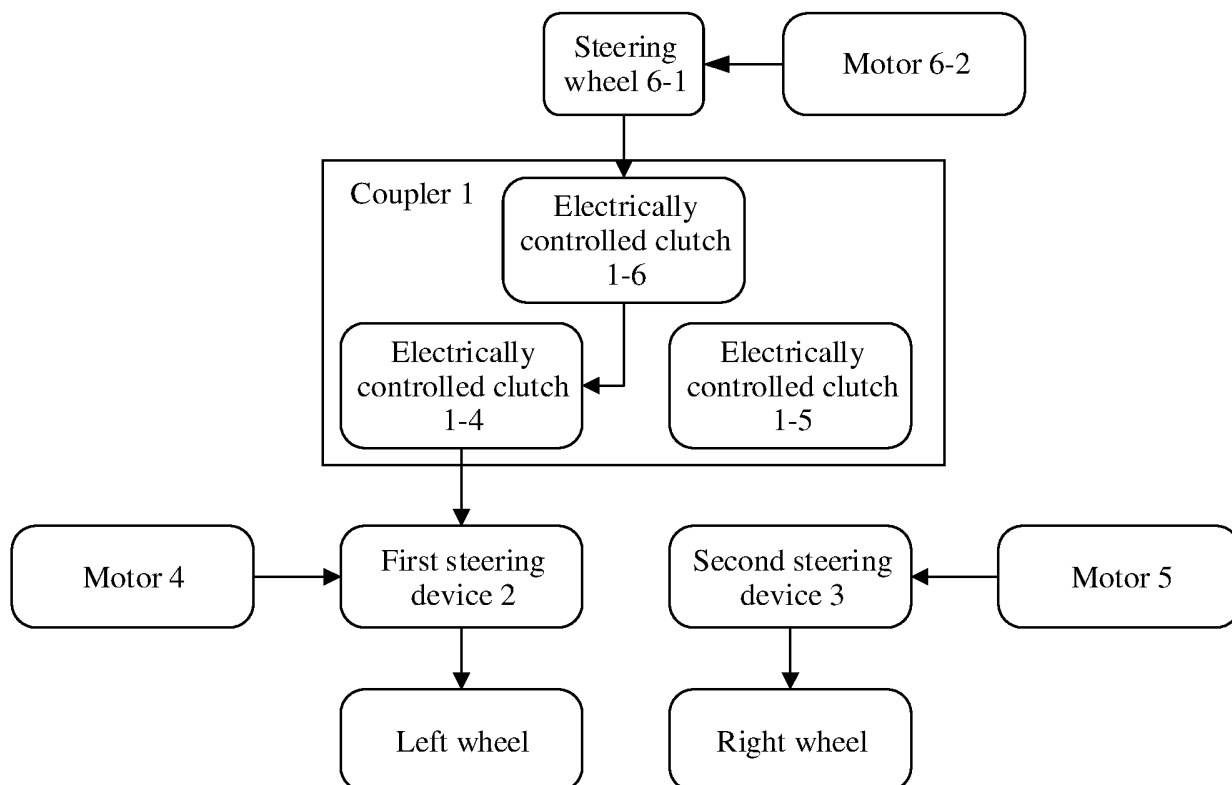 Steering
wheel 6-1
Motor 6-2
Coupler 1
Electrically
controlled clutch
1-6
Electrically
controlled clutch
1-4
Electrically
controlled clutch
1-5
Motor 4
First steering
device 2
Second steering
device 3
Motor 5
Left wheel
Right wheel